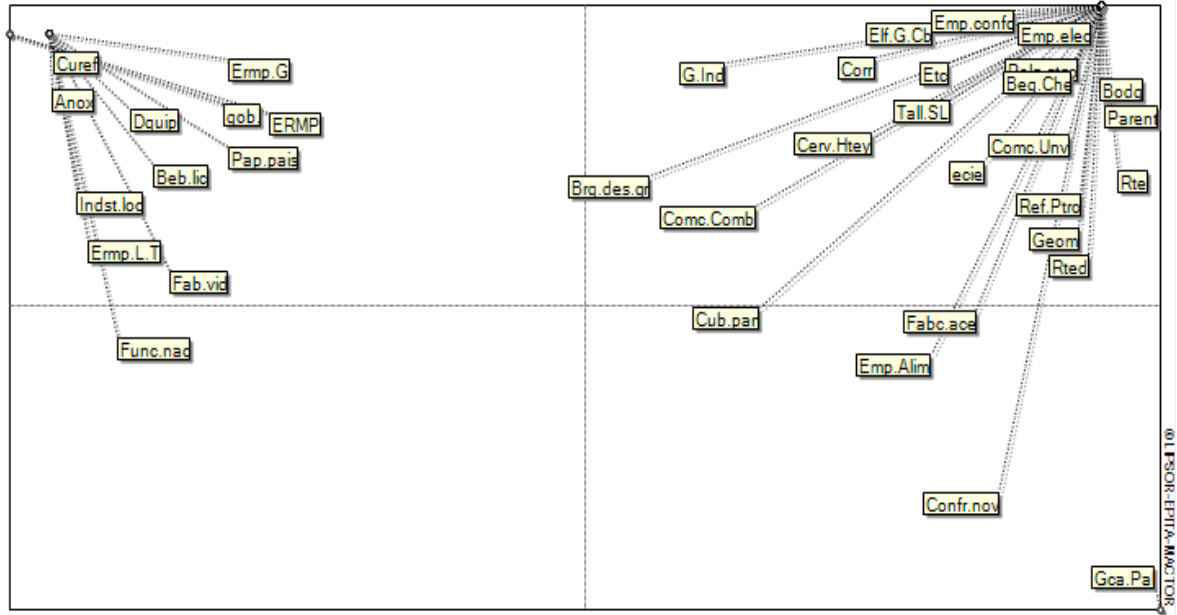 Emp.confc
Elf.G.Cb
Emp.elec
Curef
Ermp.G
G.Ind
Corr
Etc
Beq.Che
Anox
Bodc
Dquip
gob.
ERMP
Tall.SL
Parent
Cerv.Htey
Comc.Unv
Pap.pais
Beb.lic
ecie
Rte
Brq.des.qr
Indst.loc
Comc.Comb
Ref.Ptro
Ermp.L.T
Geom
Rted
Fab.vid
Cub.par
Fabc.ace
Func.nac
Emp.Alim
Confr.nov
Gca.Pal
© LIPSOR-EPITA-MACTOR